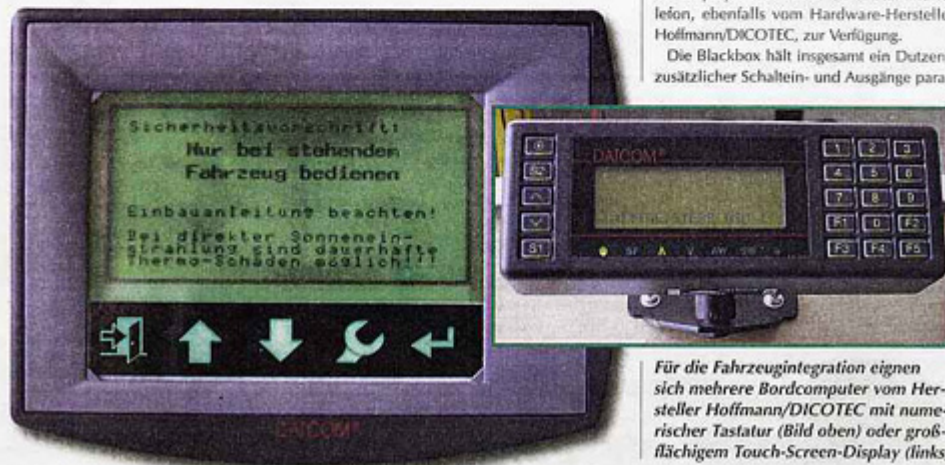 lefon, ebenfalls vom Hardware-Herstelle
Hoffmann/DICOTEC, zur Verfügung.
Die Blackbox hält insgesamt ein Dutzen
zusätzlicher Schaltein- und Ausgänge para
Sicherheitsvorschrift:
Nur bei stehendem
Fahrzeug bedienen
Einbauanleitung beachten!
Bei direkter Sonnenein-
strahlung sind dauerhafte
Thermo-Schäden möglich!!!
DAICOM®
DAICOM®
1 2 3
S2 4 5 6
7 8 9
F1 0 F2
S1 F3 F4 F5
Für die Fahrzeugintegration eignen
sich mehrere Bordcomputer vom Her-
steller Hoffmann/DICOTEC mit nume-
rischer Tastatur (Bild oben) oder groß-
flächigem Touch-Screen-Display (links